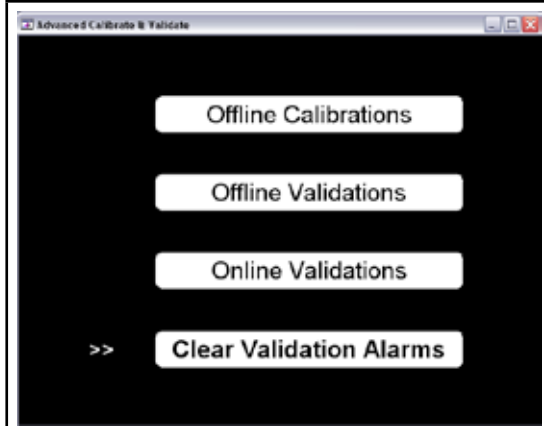 Advanced Calibrate & Validate
Offline Calibrations
Offline Validations
Online Validations
>> Clear Validation Alarms